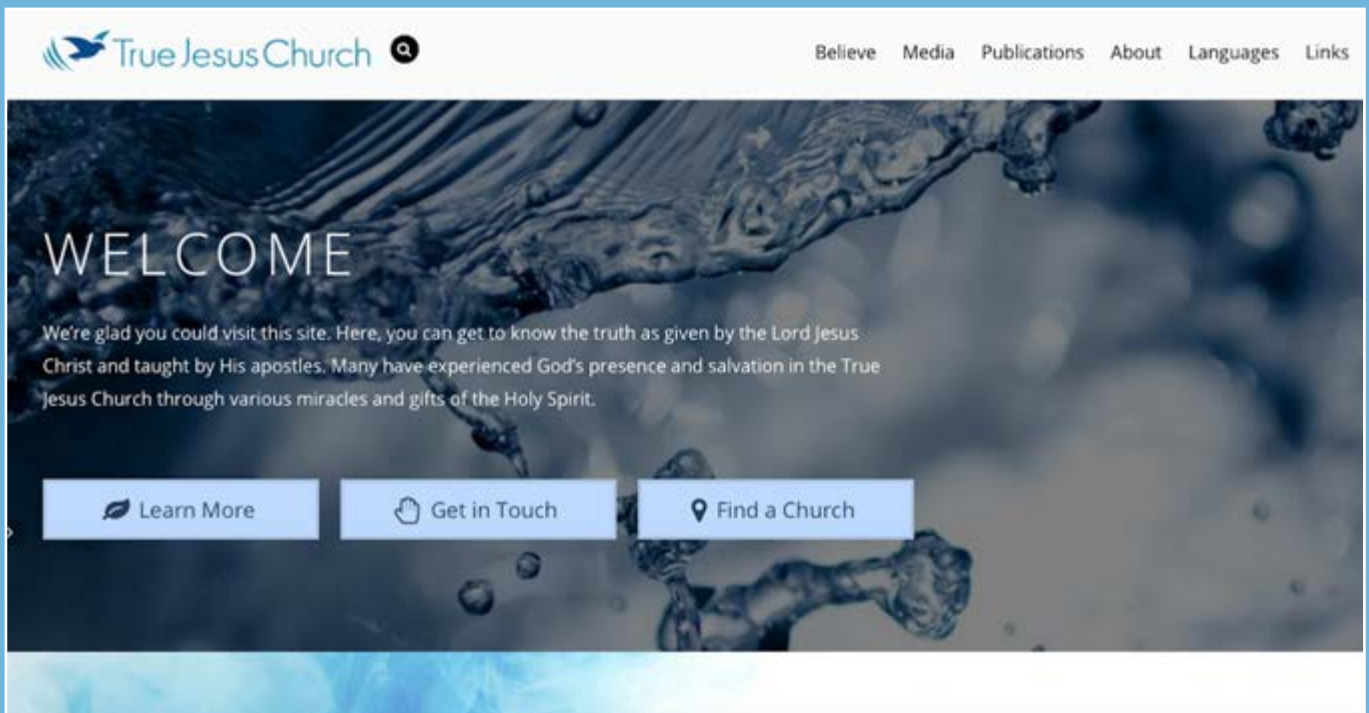 True Jesus Church
Believe Media Publications About Languages Links
WELCOME
We're glad you could visit this site. Here, you can get to know the truth as given by the Lord Jesus
Christ and taught by His apostles. Many have experienced God's presence and salvation in the True
Jesus Church through various miracles and gifts of the Holy Spirit.
Learn More
Get in Touch
Find a Church